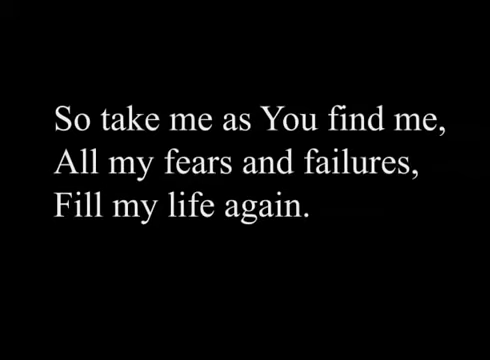 So take me as You find me,
All my fears and failures,
Fill my life again.